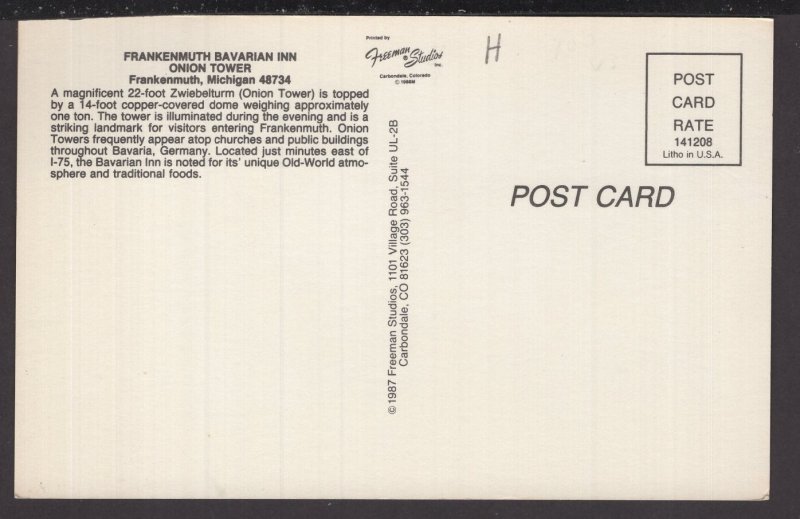 FRANKENMUTH BAVARIAN INN
ONION TOWER
Frankenmuth, Michigan 48734
A magnificent 22-foot Zwiebelturm (Onion Tower) is topped
by a 14-foot copper-covered dome weighing approximately
one ton. The tower is illuminated during the evening and is a
striking landmark for visitors entering Frankenmuth. Onion
Towers frequently appear atop churches and public buildings
throughout Bavaria, Germany. Located just minutes east of
I-75, the Bavarian Inn is noted for its' unique Old-World atmo-
sphere and traditional foods.
Printed by
Freeman Studios
Inc.
Carbondale, Colorado
H
© 1987 Freeman Studios, 1101 Village Road, Suite UL-2B
Carbondale, CO 81623 (303) 963-1544
POST
CARD
RATE
141208
Litho in U.S.A.
POST CARD